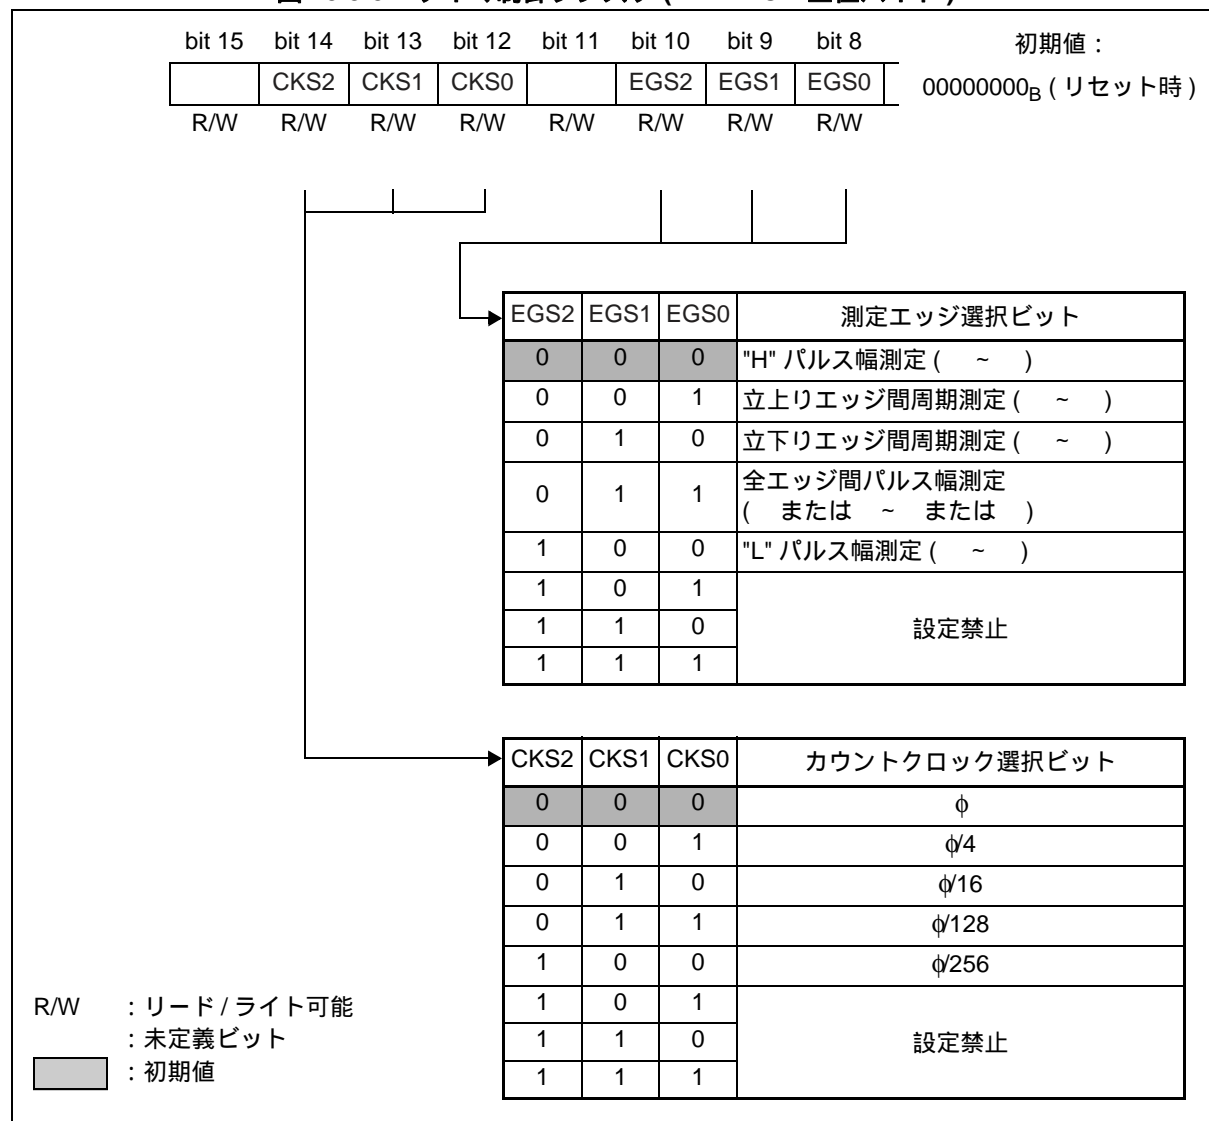 bit 15 bit 14 bit 13 bit 12 bit 11 bit 10 bit 9 bit 8 初期値：
CKS2 CKS1 CKS0 EGS2 EGS1 EGS0 00000000B ( リセット時 )
R/W R/W R/W R/W R/W R/W R/W R/W
EGS2 EGS1 EGS0 測定エッジ選択ビット
0 0 0 "H" パルス幅測定 ( ~ )
0 0 1 立上りエッジ間周期測定 ( ~ )
0 1 0 立下りエッジ間周期測定 ( ~ )
0 1 1 全エッジ間パルス幅測定
( または ~ または )
1 0 0 "L" パルス幅測定 ( ~ )
1 0 1
1 1 0 設定禁止
1 1 1
CKS2 CKS1 CKS0 カウントクロック選択ビット
0 0 0 φ
0 0 1 φ/4
0 1 0 φ/16
0 1 1 φ/128
1 0 0 φ/256
1 0 1
1 1 0 設定禁止
1 1 1
R/W ：リード / ライト可能
：未定義ビット
：初期値